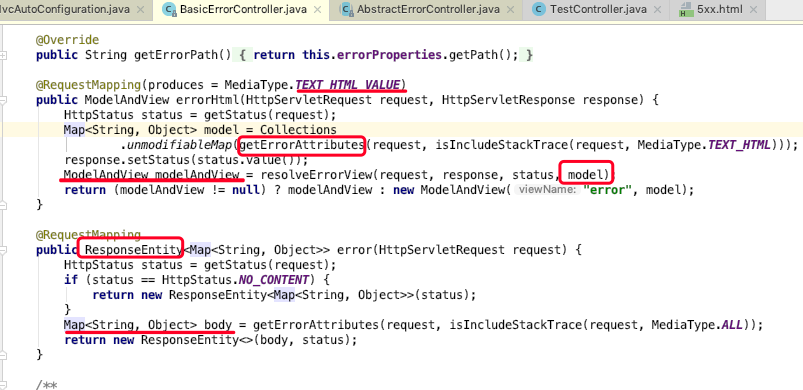 IvcAutoConfiguration.java × BasicErrorController.java × AbstractErrorController.java × TestController.java × 5xx.html ×
@Override
public String getErrorPath() { return this.errorProperties.getPath(); }
@RequestMapping(produces = MediaType.TEXT_HTML_VALUE)
public ModelAndView errorHtml(HttpServletRequest request, HttpServletResponse response) {
HttpStatus status = getStatus(request);
Map<String, Object> model = Collections
.unmodifiableMap(getErrorAttributes(request, isIncludeStackTrace(request, MediaType.TEXT_HTML)));
response.setStatus(status.value());
ModelAndView modelAndView = resolveErrorView(request, response, status, model);
return (modelAndView != null) ? modelAndView : new ModelAndView( viewName: "error", model);
}
@RequestMapping
public ResponseEntity<Map<String, Object>> error(HttpServletRequest request) {
HttpStatus status = getStatus(request);
if (status == HttpStatus.NO_CONTENT) {
return new ResponseEntity<Map<String, Object>>(status);
}
Map<String, Object> body = getErrorAttributes(request, isIncludeStackTrace(request, MediaType.ALL));
return new ResponseEntity<>(body, status);
}
/**